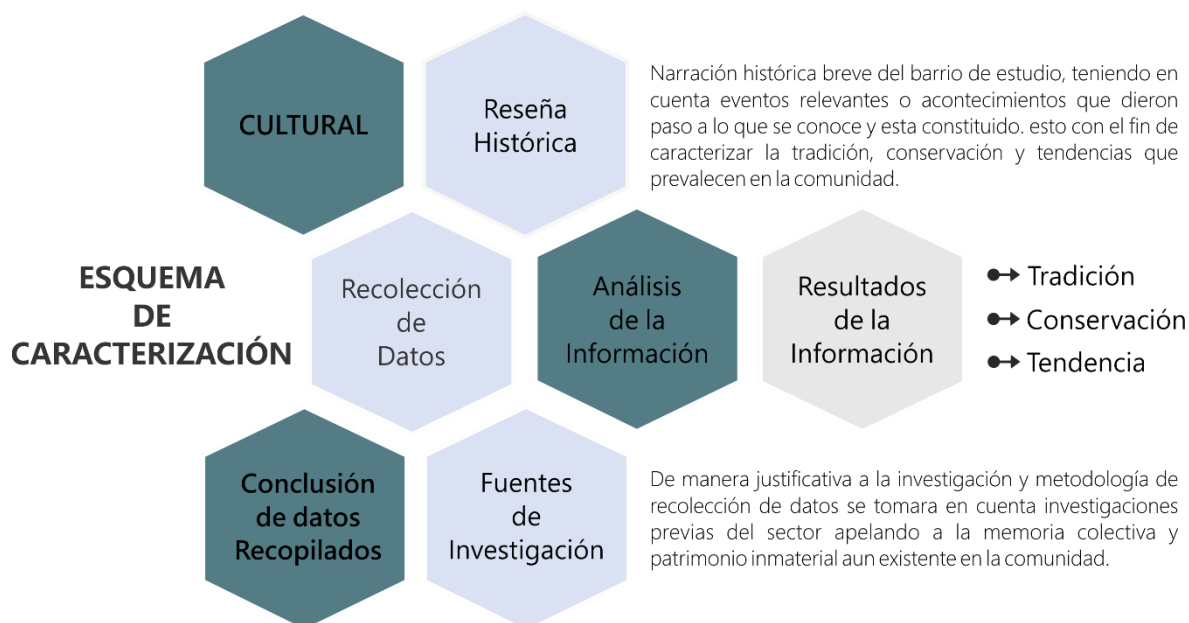 CULTURAL
Reseña
Histórica
Narración histórica breve del barrio de estudio, teniendo en
cuenta eventos relevantes o acontecimientos que dieron
paso a lo que se conoce y esta constituido. esto con el fin de
caracterizar la tradición, conservación y tendencias que
prevalecen en la comunidad.
ESQUEMA
DE
CARACTERIZACIÓN
Recolección
de
Datos
Análisis
de la
Información
Resultados
de la
Información
Tradición
Conservación
Tendencia
Conclusión
de datos
Recopilados
Fuentes
de
Investigación
De manera justificativa a la investigación y metodología de
recolección de datos se tomara en cuenta investigaciones
previas del sector apelando a la memoria colectiva y
patrimonio inmaterial aun existente en la comunidad.